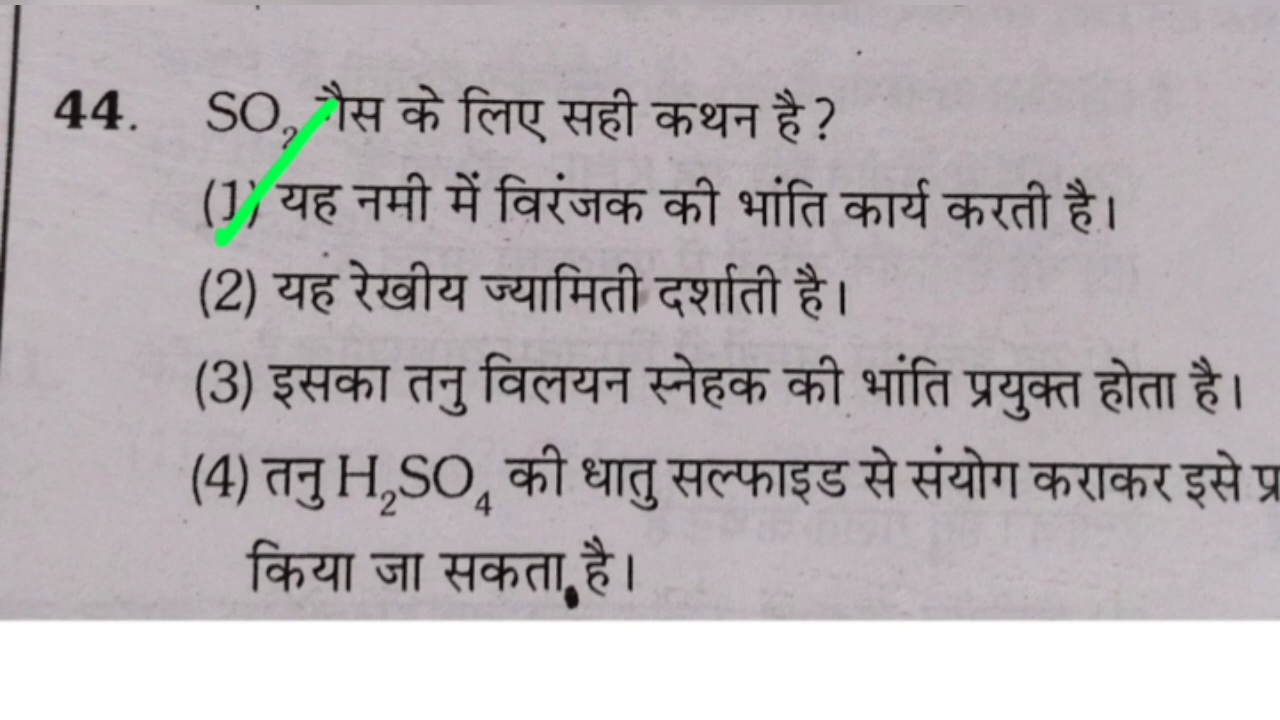 44. SO₂ गैस के लिए सही कथन है ?
(1) यह नमी में विरंजक की भांति कार्य करती है।
(2) यह रेखीय ज्यामिती दर्शाती है।
(3) इसका तनु विलयन स्नेहक की भांति प्रयुक्त होता है।
(4) तनु H₂SO₄ की धातु सल्फाइड से संयोग कराकर इसे
किया जा सकता है।